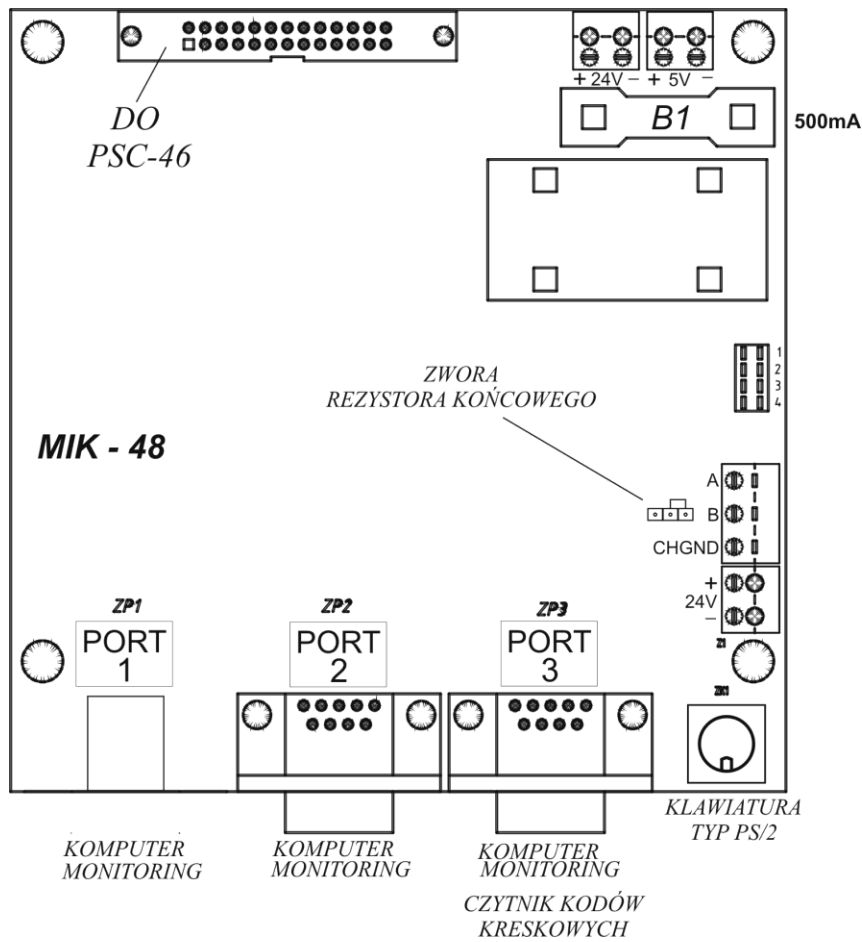 + 24V − + 5V −
B1
500mA
DO
PSC-46
1
2
3
4
ZWORA
REZYSTORA KOŃCOWEGO
MIK - 48
A
B
CHGND
+
24V
−
Z1
ZP1
PORT
1
ZP2
PORT
2
ZP3
PORT
3
ZK1
KLAWIATURA
TYP PS/2
KOMPUTER
MONITORING
KOMPUTER
MONITORING
KOMPUTER
MONITORING
CZYTNIK KODÓW
KRESKOWYCH